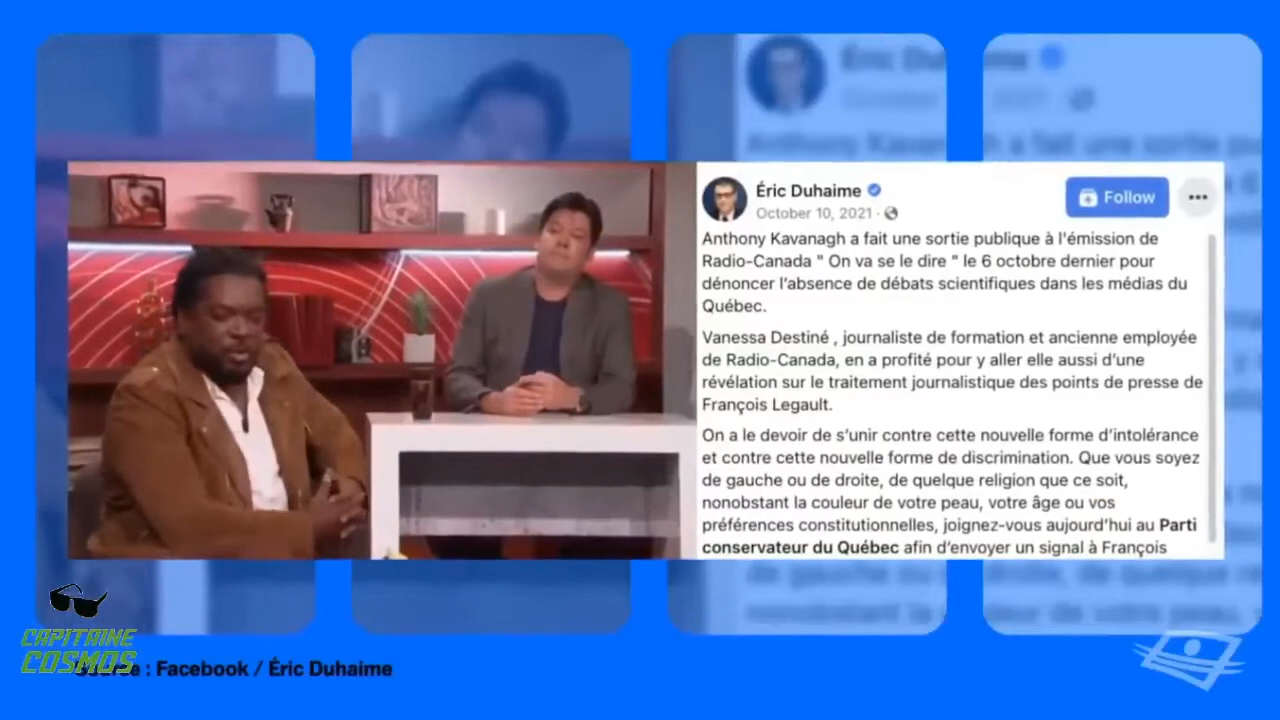 Éric Duhaime
October 10, 2021 ·
Follow
Anthony Kavanagh a fait une sortie publique à l'émission de
Radio-Canada " On va se le dire " le 6 octobre dernier pour
dénoncer l'absence de débats scientifiques dans les médias du
Québec.
Vanessa Destiné , journaliste de formation et ancienne employée
de Radio-Canada, en a profité pour y aller elle aussi d'une
révélation sur le traitement journalistique des points de presse de
François Legault.
On a le devoir de s'unir contre cette nouvelle forme d'intolérance
et contre cette nouvelle forme de discrimination. Que vous soyez
de gauche ou de droite, de quelque religion que ce soit,
nonobstant la couleur de votre peau, votre âge ou vos
préférences constitutionnelles, joignez-vous aujourd'hui au Parti
conservateur du Québec afin d'envoyer un signal à François
CAPITAINE
COSMOS
: Facebook / Éric Duhaime